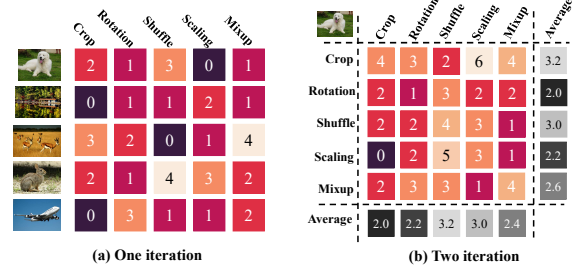 Crop Rotation Shuffle Scaling Mixup
2 1 3 0 1
0 1 1 2 1
3 2 0 1 4
2 1 4 3 2
0 3 1 1 2
(a) One iteration
Crop Rotation Shuffle Scaling Mixup Average
Crop 4 3 2 6 4 3.2
Rotation 2 1 3 2 2 2.0
Shuffle 2 2 4 3 1 3.0
Scaling 0 2 5 3 1 2.2
Mixup 2 3 3 1 4 2.6
Average 2.0 2.2 3.2 3.0 2.4
(b) Two iteration